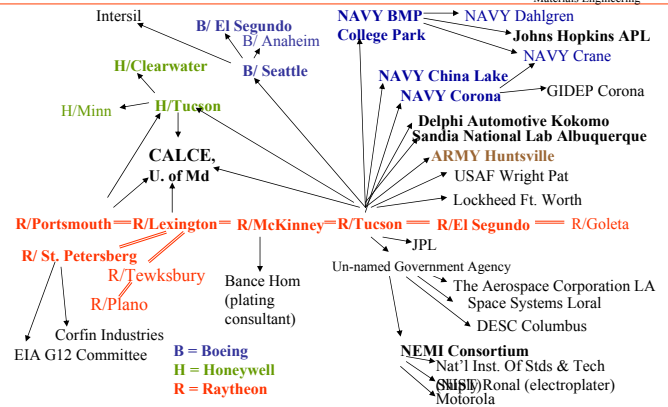 Materials Engineering
Intersil
B/ El Segundo
B/ Anaheim
B/ Seattle
NAVY BMP
College Park
NAVY Dahlgren
Johns Hopkins APL
NAVY Crane
H/Clearwater
H/Minn
H/Tucson
NAVY China Lake
NAVY Corona
GIDEP Corona
CALCE,
U. of Md
Delphi Automotive Kokomo
Sandia National Lab Albuquerque
ARMY Huntsville
USAF Wright Pat
Lockheed Ft. Worth
R/Portsmouth R/Lexington R/McKinney R/Tucson R/El Segundo R/Goleta
R/ St. Petersberg
R/Tewksbury
R/Plano
JPL
Un-named Government Agency
Bance Hom
(plating
consultant)
The Aerospace Corporation LA
Space Systems Loral
DESC Columbus
Corfin Industries
EIA G12 Committee
B = Boeing
H = Honeywell
R = Raytheon
NEMI Consortium
Nat'l Inst. Of Stds & Tech
(NIST)
Ronal (electroplater)
Motorola